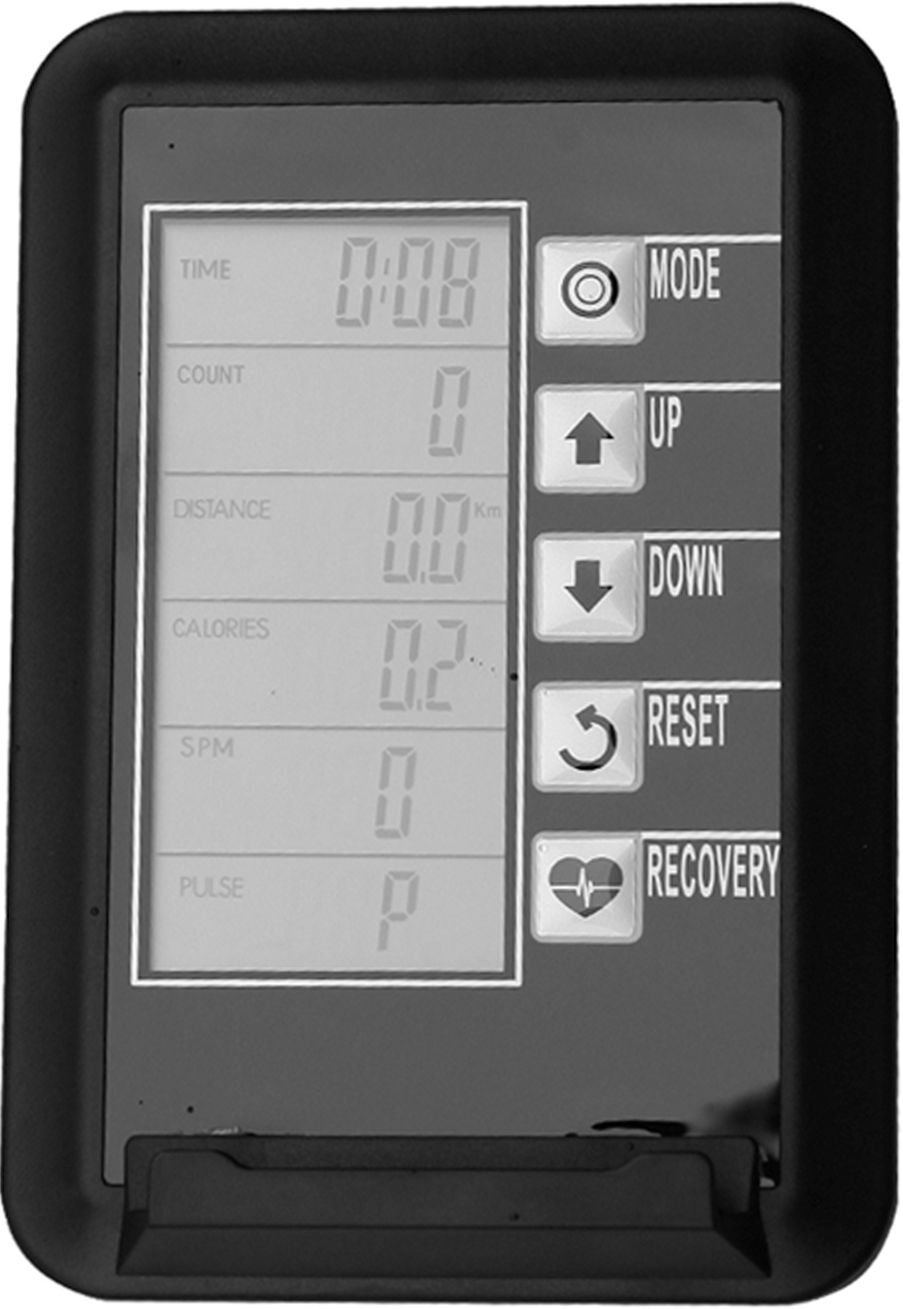 TIME 0:08
COUNT 0
DISTANCE 0.0 Km
CALORIES 0.2
SPM 0
PULSE P
MODE
UP
DOWN
RESET
RECOVERY